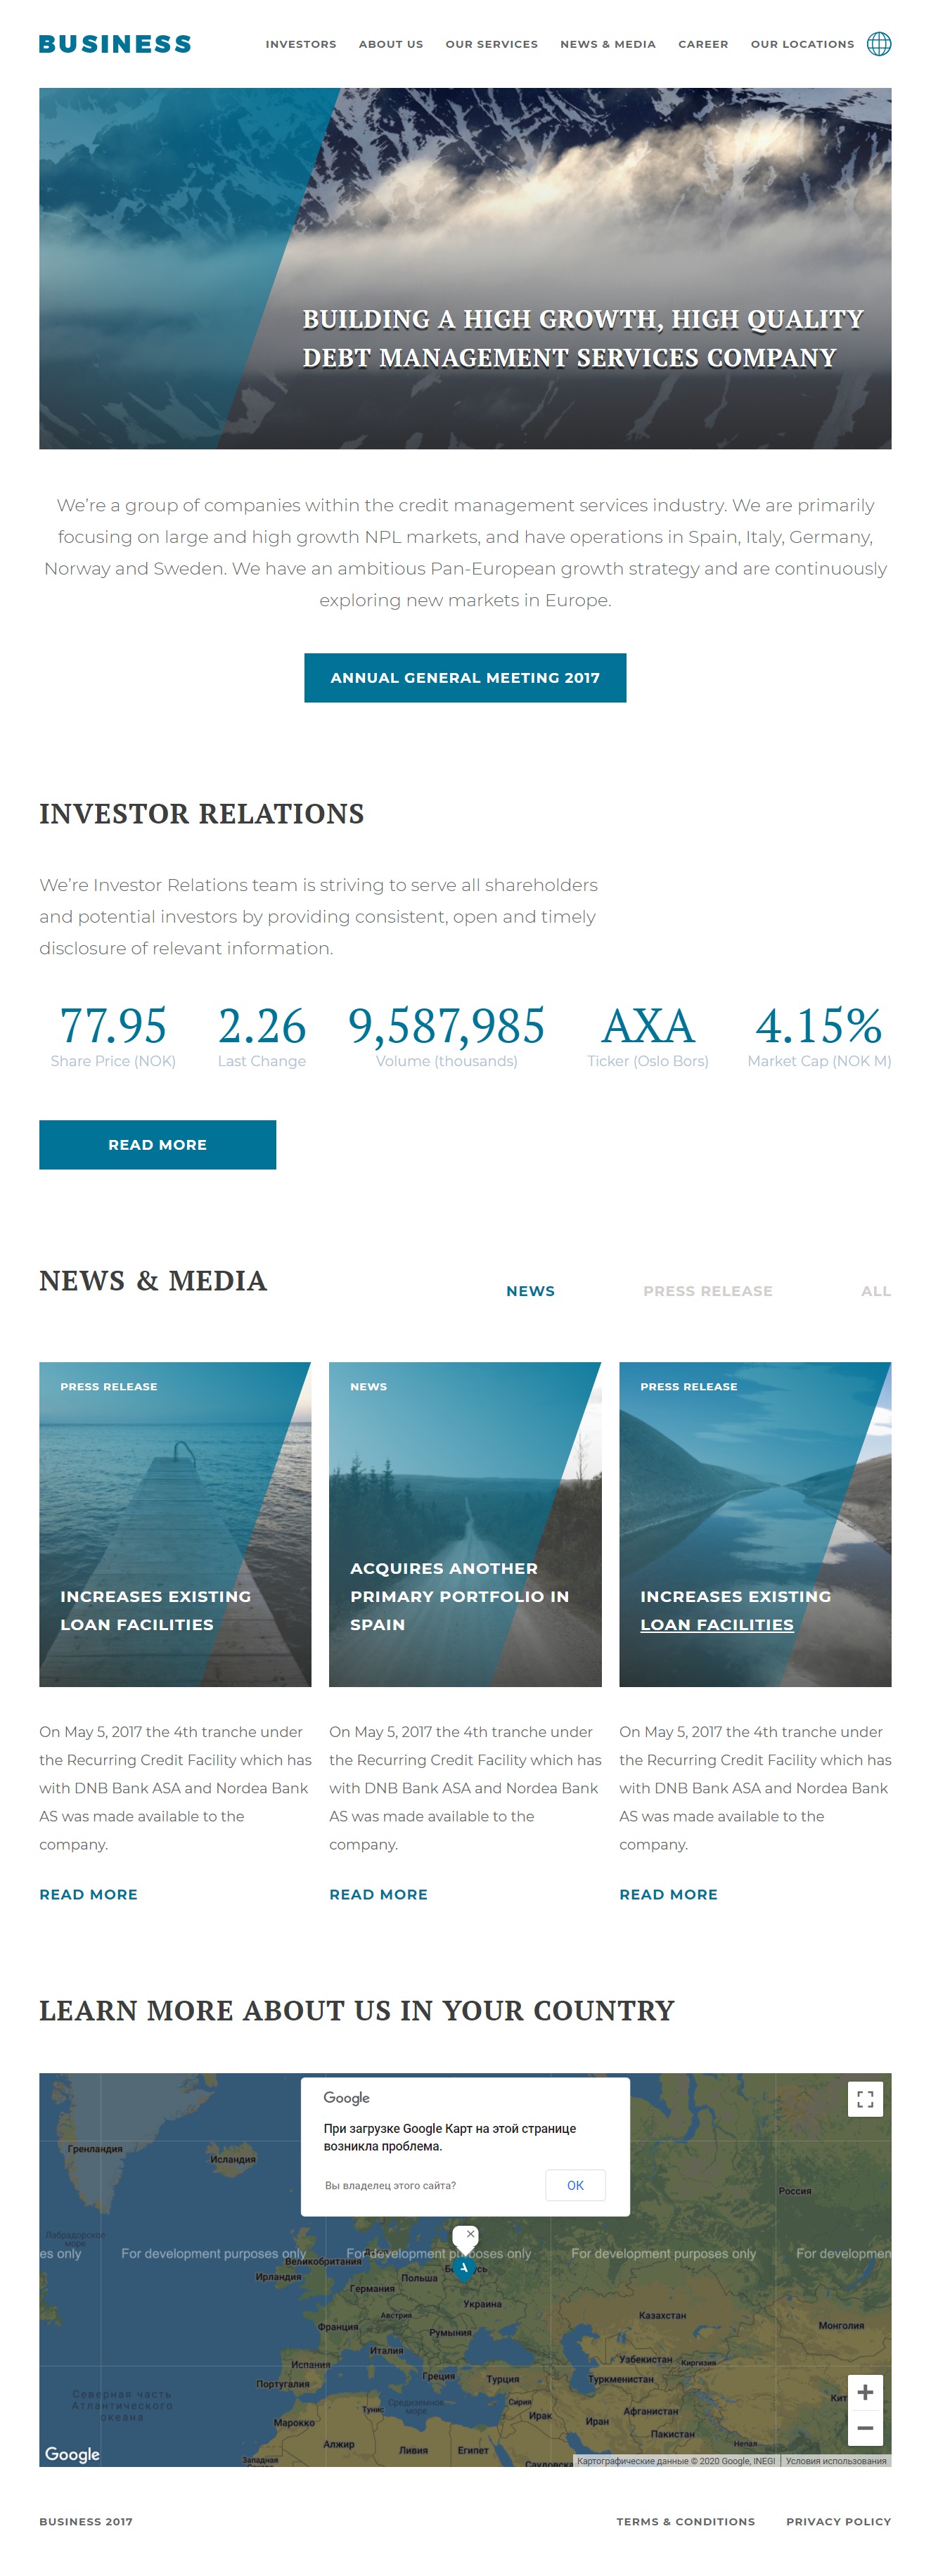 BUSINESS
INVESTORS ABOUT US OUR SERVICES NEWS & MEDIA CAREER OUR LOCATIONS
BUILDING A HIGH GROWTH, HIGH QUALITY
DEBT MANAGEMENT SERVICES COMPANY
We’re a group of companies within the credit management services industry. We are primarily
focusing on large and high growth NPL markets, and have operations in Spain, Italy, Germany,
Norway and Sweden. We have an ambitious Pan-European growth strategy and are continuously
exploring new markets in Europe.
ANNUAL GENERAL MEETING 2017
INVESTOR RELATIONS
We’re Investor Relations team is striving to serve all shareholders
and potential investors by providing consistent, open and timely
disclosure of relevant information.
77.95 2.26 9,587,985 AXA 4.15%
Share Price (NOK) Last Change Volume (thousands) Ticker (Oslo Bors) Market Cap (NOK M)
READ MORE
NEWS & MEDIA
NEWS PRESS RELEASE ALL
PRESS RELEASE
INCREASES EXISTING
LOAN FACILITIES
On May 5, 2017 the 4th tranche under
the Recurring Credit Facility which has
with DNB Bank ASA and Nordea Bank
AS was made available to the
company.
READ MORE
NEWS
ACQUIRES ANOTHER
PRIMARY PORTFOLIO IN
SPAIN
On May 5, 2017 the 4th tranche under
the Recurring Credit Facility which has
with DNB Bank ASA and Nordea Bank
AS was made available to the
company.
READ MORE
PRESS RELEASE
INCREASES EXISTING
LOAN FACILITIES
On May 5, 2017 the 4th tranche under
the Recurring Credit Facility which has
with DNB Bank ASA and Nordea Bank
AS was made available to the
company.
READ MORE
LEARN MORE ABOUT US IN YOUR COUNTRY
Google
При загрузке Google Карт на этой странице
возникла проблема.
Вы владелец этого сайта? ОК
Гренландия
Исландия
Россия
Лабрадорское
море
es only For development purposes only For development purposes only For development purposes only For developmen
Великобритания
Ирландия
Польша
Германия
Украина
Австрия
Казахстан
Франция
Румыния
Монголия
Италия
Узбекистан Киргизия
Испания
Греция Турция Туркменистан
Португалия
Северная часть
Атлантического
океана
Средиземное
море
Сирия
Тунис
Марокко
Ирак Иран
Афганистан
Пакистан
Алжир Ливия Египет
Непал
Западная
Google
Картографические данные © 2020 Google, INEGI Условия использования
BUSINESS 2017 TERMS & CONDITIONS PRIVACY POLICY